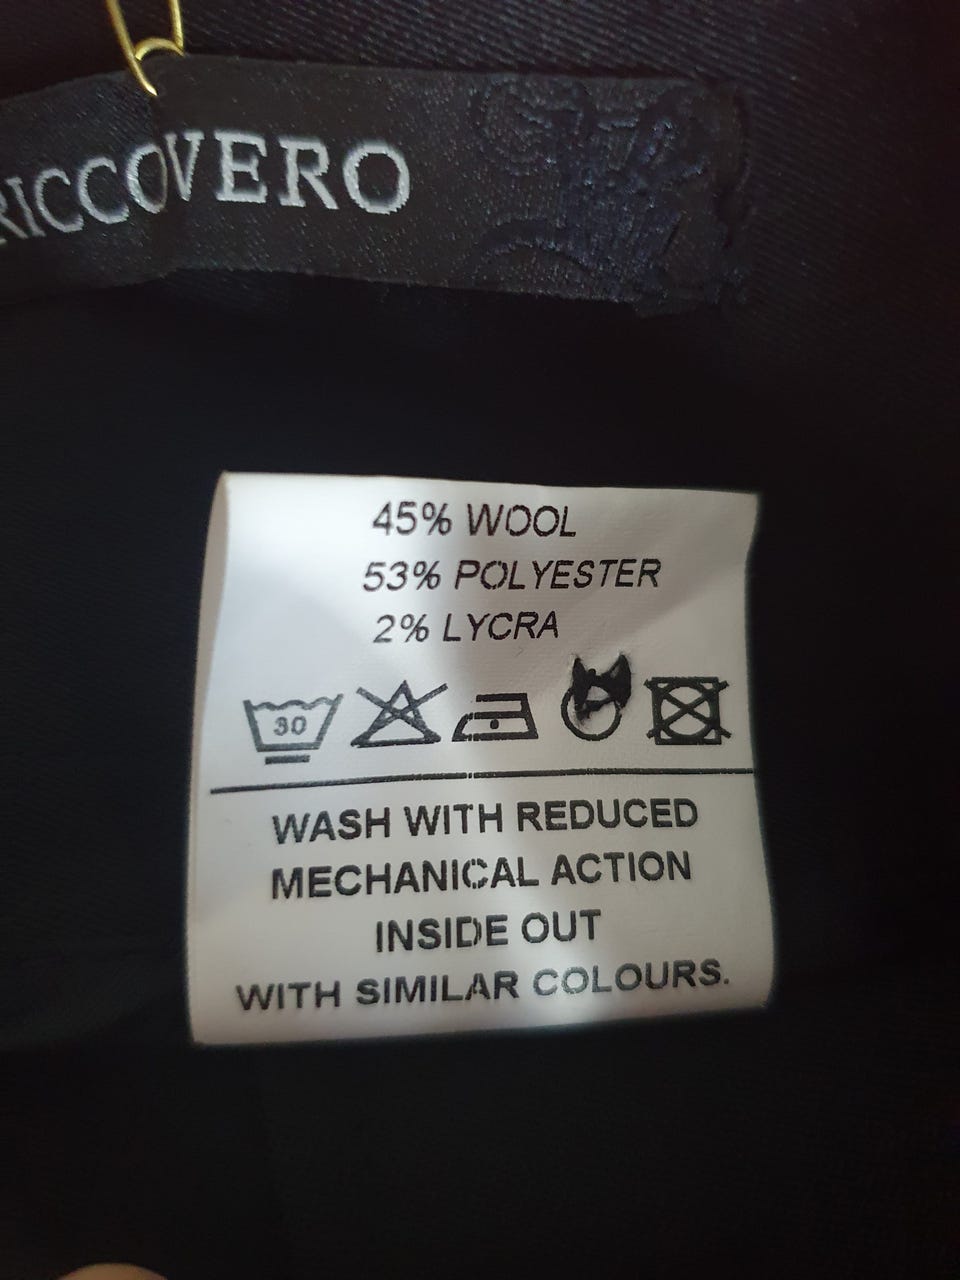 RICCOVERO
45% WOOL
53% POLYESTER
2% LYCRA
30
WASH WITH REDUCED
MECHANICAL ACTION
INSIDE OUT
WITH SIMILAR COLOURS.